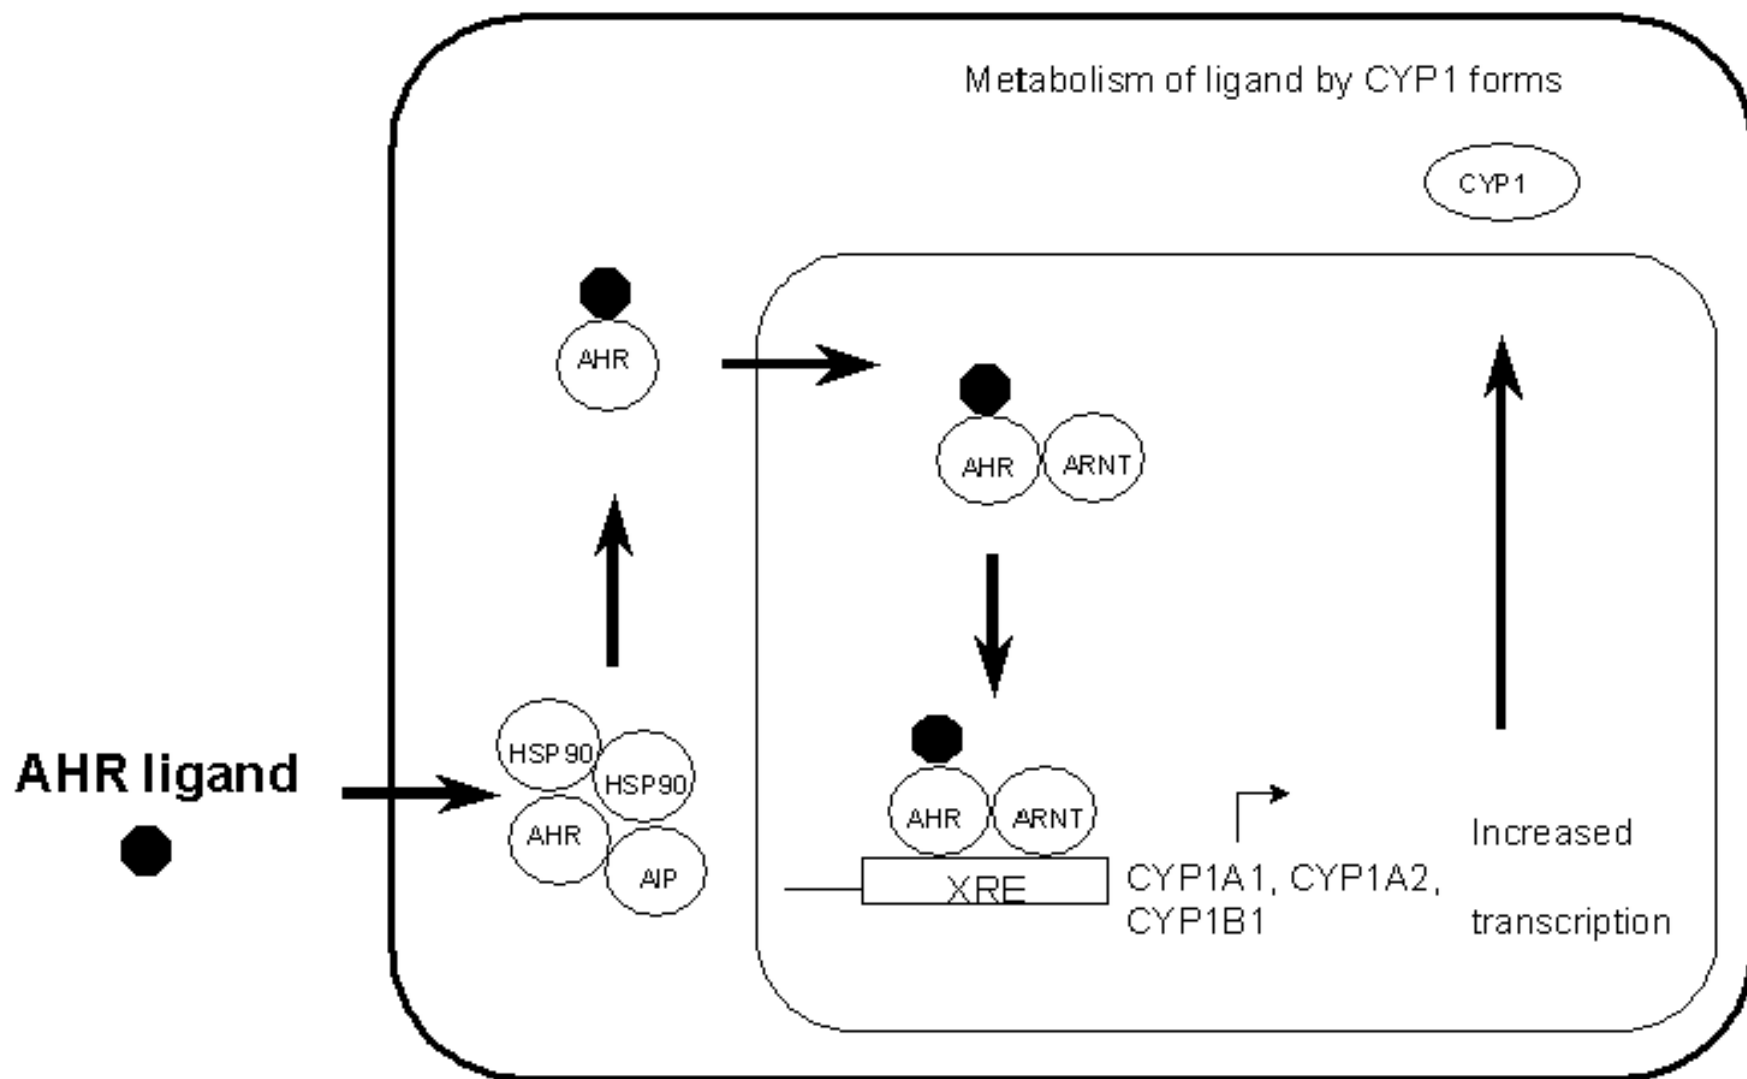 Metabolism of ligand by CYP1 forms
CYP1
AHR
AHR
ARNT
HSP90
HSP90
AHR
AIP
AHR ligand
AHR
ARNT
XRE
CYP1A1, CYP1A2,
CYP1B1
Increased
transcription